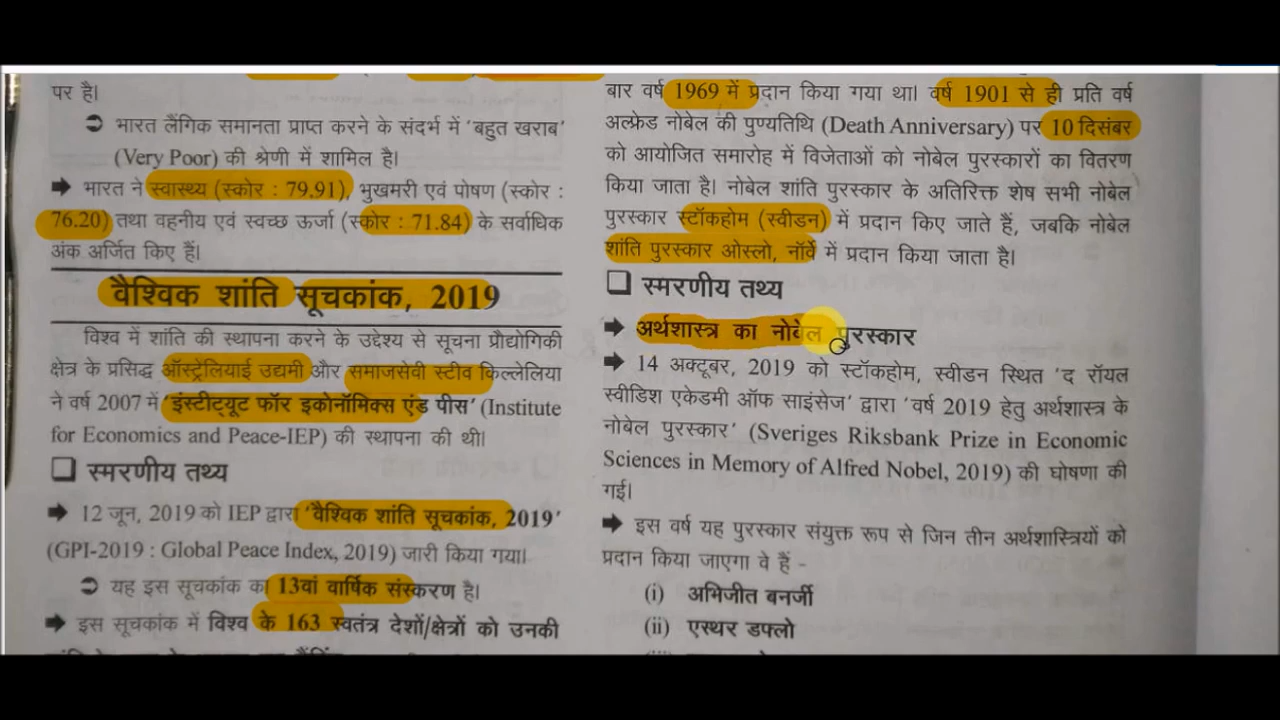 पर है।
भारत लैंगिक समानता प्राप्त करने के संदर्भ में 'बहुत खराब'
(Very Poor) की श्रेणी में शामिल है।
भारत ने स्वास्थ्य (स्कोर : 79.91), भुखमरी एवं पोषण (स्कोर :
76.20) तथा वहनीय एवं स्वच्छ ऊर्जा (स्कोर : 71.84) के सर्वाधिक
अंक अर्जित किए हैं।
वैश्विक शांति सूचकांक, 2019
विश्व में शांति की स्थापना करने के उद्देश्य से सूचना प्रौद्योगिकी
क्षेत्र के प्रसिद्ध ऑस्ट्रेलियाई उद्यमी और समाजसेवी स्टीव किल्लेलिया
ने वर्ष 2007 में 'इंस्टीट्यूट फॉर इकोनॉमिक्स एंड पीस' (Institute
for Economics and Peace-IEP) की स्थापना की थी।
❑ स्मरणीय तथ्य
12 जून, 2019 को IEP द्वारा 'वैश्विक शांति सूचकांक, 2019'
(GPI-2019 : Global Peace Index, 2019) जारी किया गया।
यह इस सूचकांक का 13वां वार्षिक संस्करण है।
इस सूचकांक में विश्व के 163 स्वतंत्र देशों/क्षेत्रों को उनकी
बार वर्ष 1969 में प्रदान किया गया था। वर्ष 1901 से ही प्रति वर्ष
अल्फ्रेड नोबेल की पुण्यतिथि (Death Anniversary) पर 10 दिसंबर
को आयोजित समारोह में विजेताओं को नोबेल पुरस्कारों का वितरण
किया जाता है। नोबेल शांति पुरस्कार के अतिरिक्त शेष सभी नोबेल
पुरस्कार स्टॉकहोम (स्वीडन) में प्रदान किए जाते हैं, जबकि नोबेल
शांति पुरस्कार ओस्लो, नॉर्वे में प्रदान किया जाता है।
❑ स्मरणीय तथ्य
अर्थशास्त्र का नोबेल पुरस्कार
14 अक्टूबर, 2019 को स्टॉकहोम, स्वीडन स्थित 'द रॉयल
स्वीडिश एकेडमी ऑफ साइंसेज' द्वारा 'वर्ष 2019 हेतु अर्थशास्त्र के
नोबेल पुरस्कार' (Sveriges Riksbank Prize in Economic
Sciences in Memory of Alfred Nobel, 2019) की घोषणा की
गई।
इस वर्ष यह पुरस्कार संयुक्त रूप से जिन तीन अर्थशास्त्रियों को
प्रदान किया जाएगा वे हैं -
(i) अभिजीत बनर्जी
(ii) एस्थर डफ्लो